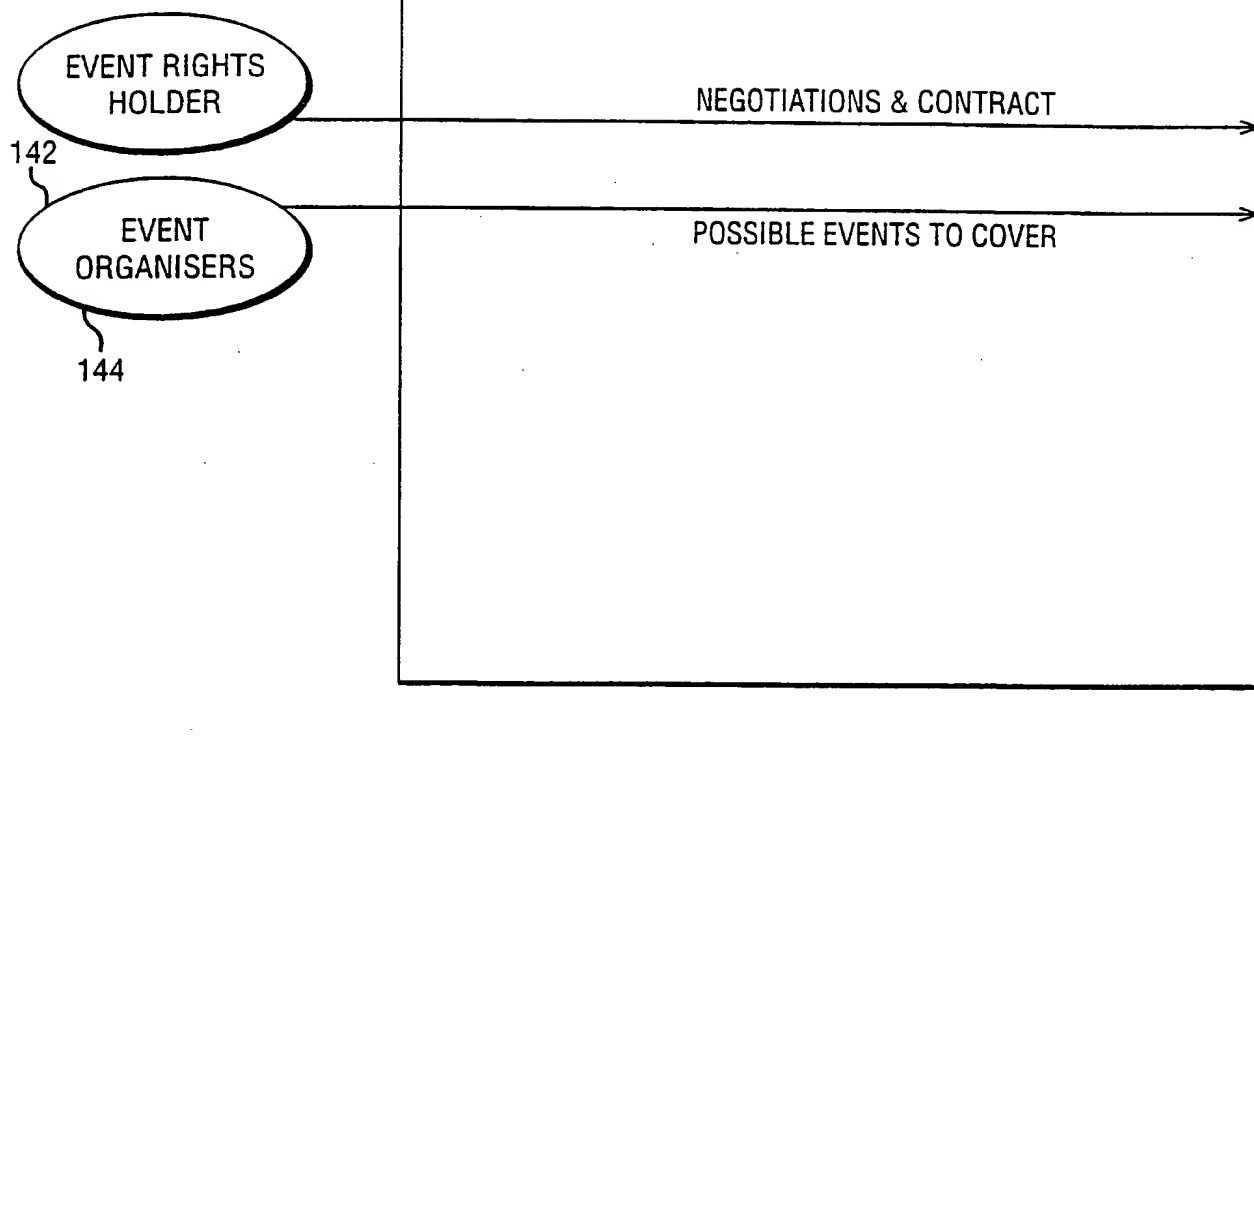 EVENT RIGHTS
HOLDER
NEGOTIATIONS & CONTRACT
142
EVENT
ORGANISERS
POSSIBLE EVENTS TO COVER
144